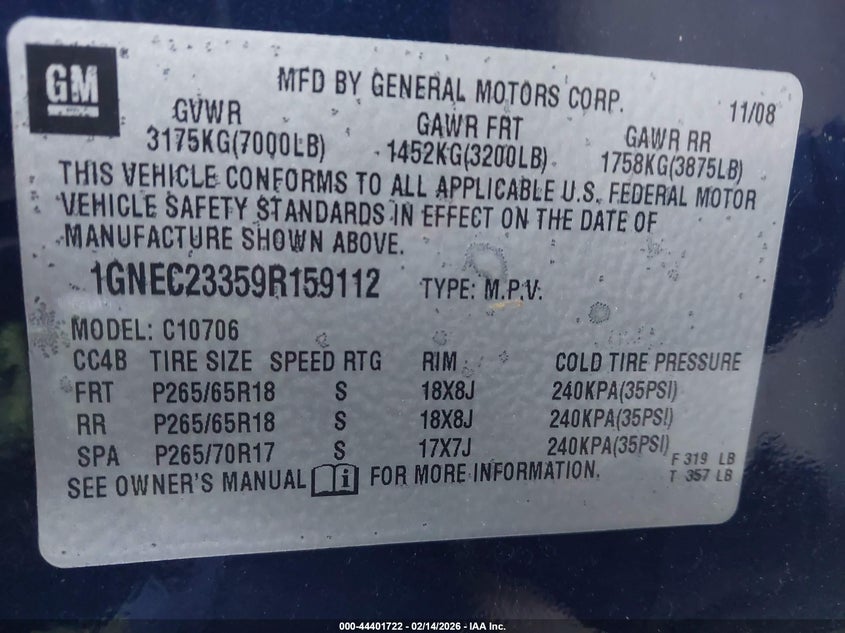 GM
MFD BY GENERAL MOTORS CORP.
11/08
GVWR GAWR FRT GAWR RR
3175KG(7000LB) 1452KG(3200LB) 1758KG(3875LB)
THIS VEHICLE CONFORMS TO ALL APPLICABLE U.S. FEDERAL MOTOR
VEHICLE SAFETY STANDARDS IN EFFECT ON THE DATE OF
MANUFACTURE SHOWN ABOVE.
1GNEC23359R159112 TYPE: M.P.V.
MODEL: C10706
CC4B TIRE SIZE SPEED RTG RIM COLD TIRE PRESSURE
FRT P265/65R18 S 18X8J 240KPA(35PSI)
RR P265/65R18 S 18X8J 240KPA(35PSI)
SPA P265/70R17 S 17X7J 240KPA(35PSI)
F 319 LB
T 357 LB
SEE OWNER'S MANUAL i FOR MORE INFORMATION.
000-44401722 - 02/14/2026 - IAA Inc.